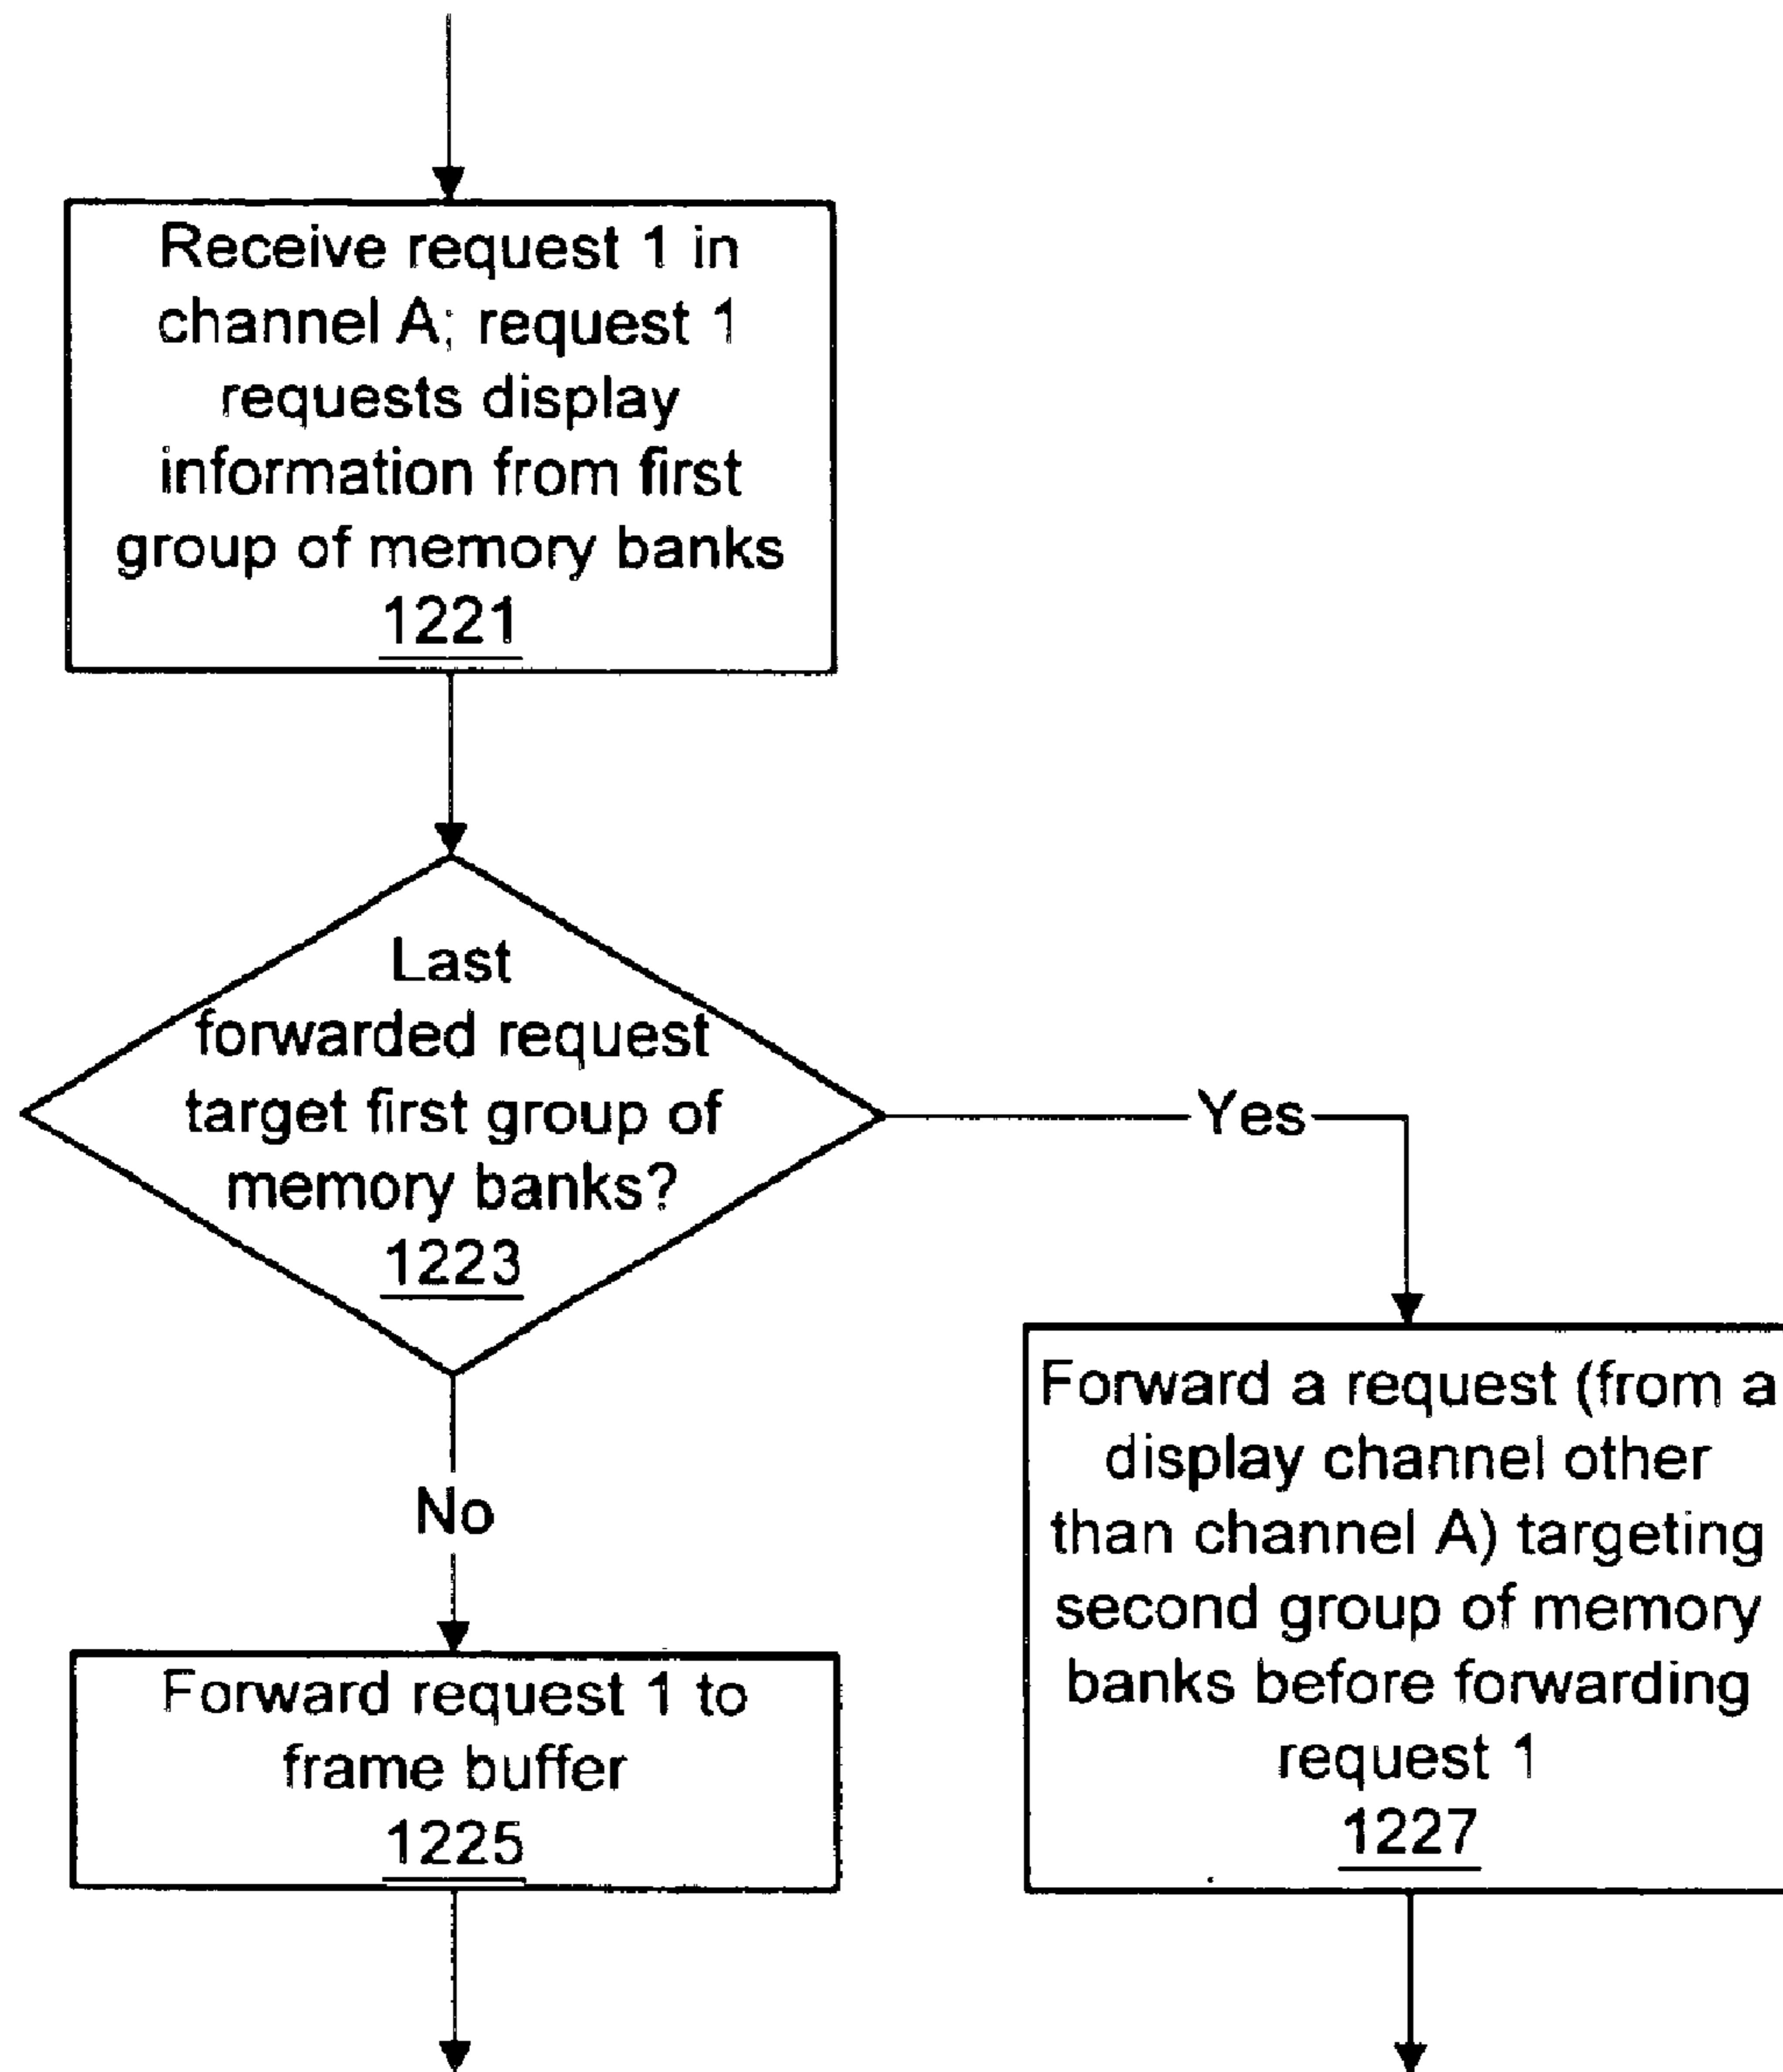 Receive request 1 in
channel A; request 1
requests display
information from first
group of memory banks
1221
Last
forwarded request
target first group of
memory banks?
1223
Yes
No
Forward a request (from a
display channel other
than channel A) targeting
second group of memory
banks before forwarding
request 1
1227
Forward request 1 to
frame buffer
1225